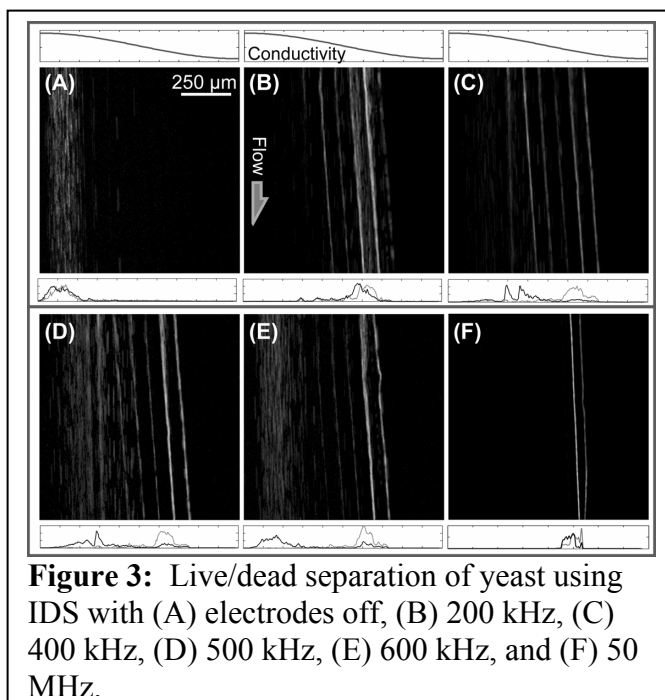 Conductivity
(A)
250 µm
(B)
Flow
(C)
(D)
(E)
(F)
Figure 3: Live/dead separation of yeast using
IDS with (A) electrodes off, (B) 200 kHz, (C)
400 kHz, (D) 500 kHz, (E) 600 kHz, and (F) 50
MHz.